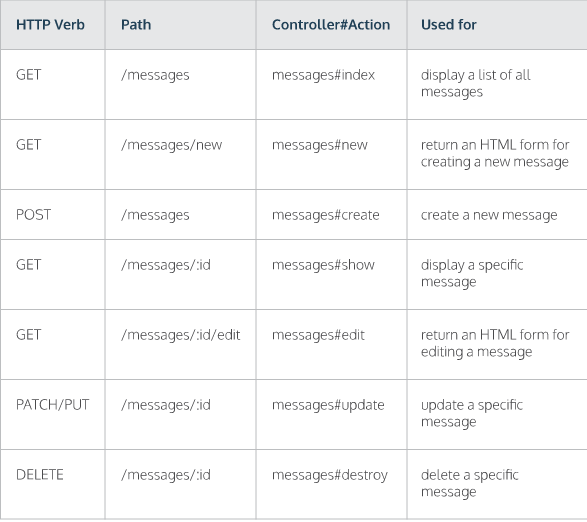 HTTP Verb Path Controller#Action Used for
GET /messages messages#index display a list of all
messages
GET /messages/new messages#new return an HTML form for
creating a new message
POST /messages messages#create create a new message
GET /messages/:id messages#show display a specific
message
GET /messages/:id/edit messages#edit return an HTML form for
editing a message
PATCH/PUT /messages/:id messages#update update a specific
message
DELETE /messages/:id messages#destroy delete a specific
message